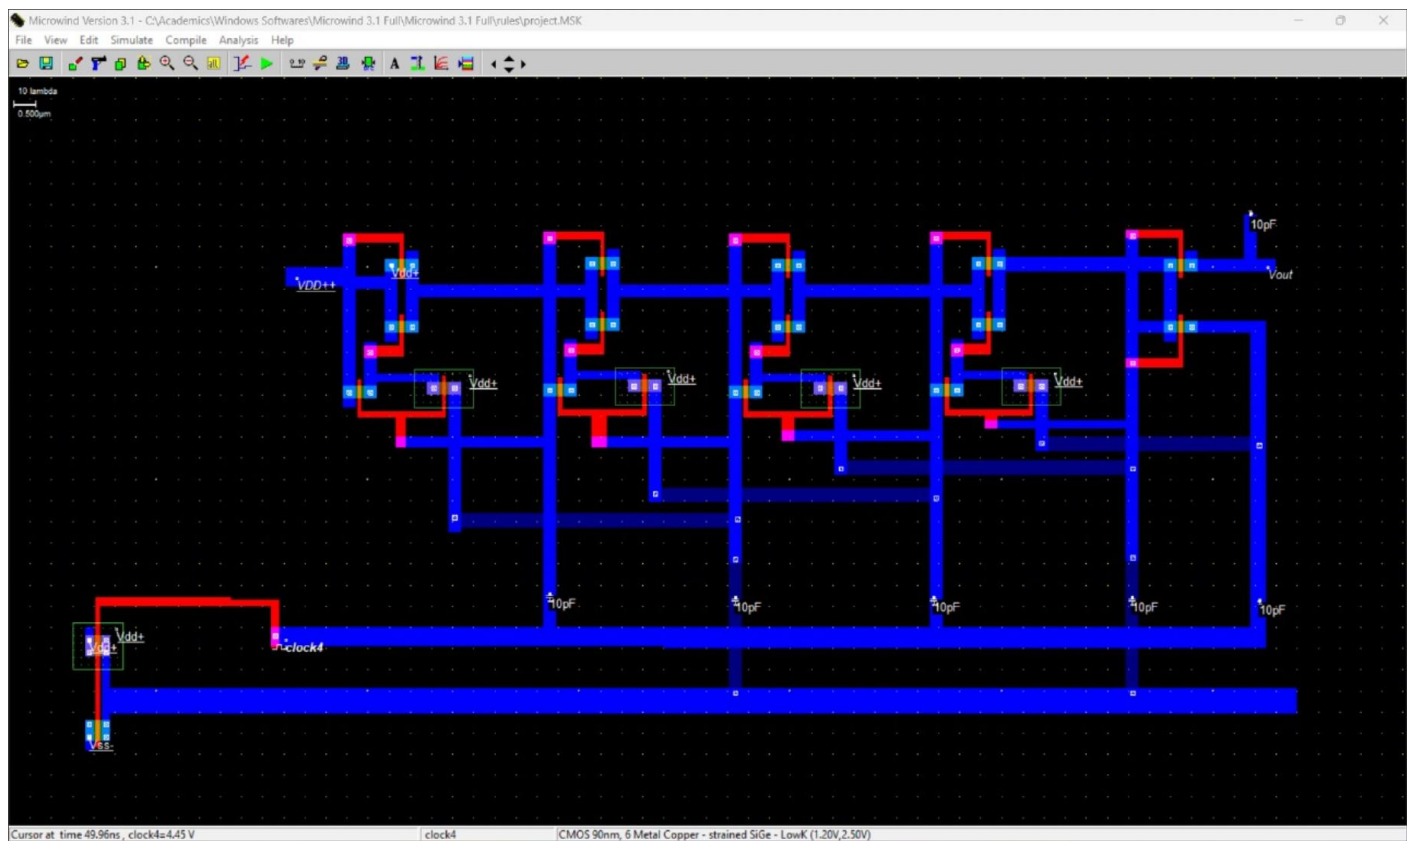 Microwind Version 3.1 - C:\Academics\Windows Softwares\Microwind 3.1 Full\Microwind 3.1 Full\rules\project.MSK
File View Edit Simulate Compile Analysis Help
10 lambda
0.500µm
10pF
Vdd+
VDD++
Vout
Vdd+
Vdd+
Vdd+
Vdd+
10pF
10pF
10pF
10pF
10pF
Vdd+
Vdd+
clock4
Vss-
Cursor at time 49.96ns , clock4=4.45 V
clock4
CMOS 90nm, 6 Metal Copper - strained SiGe - LowK (1.20V,2.50V)